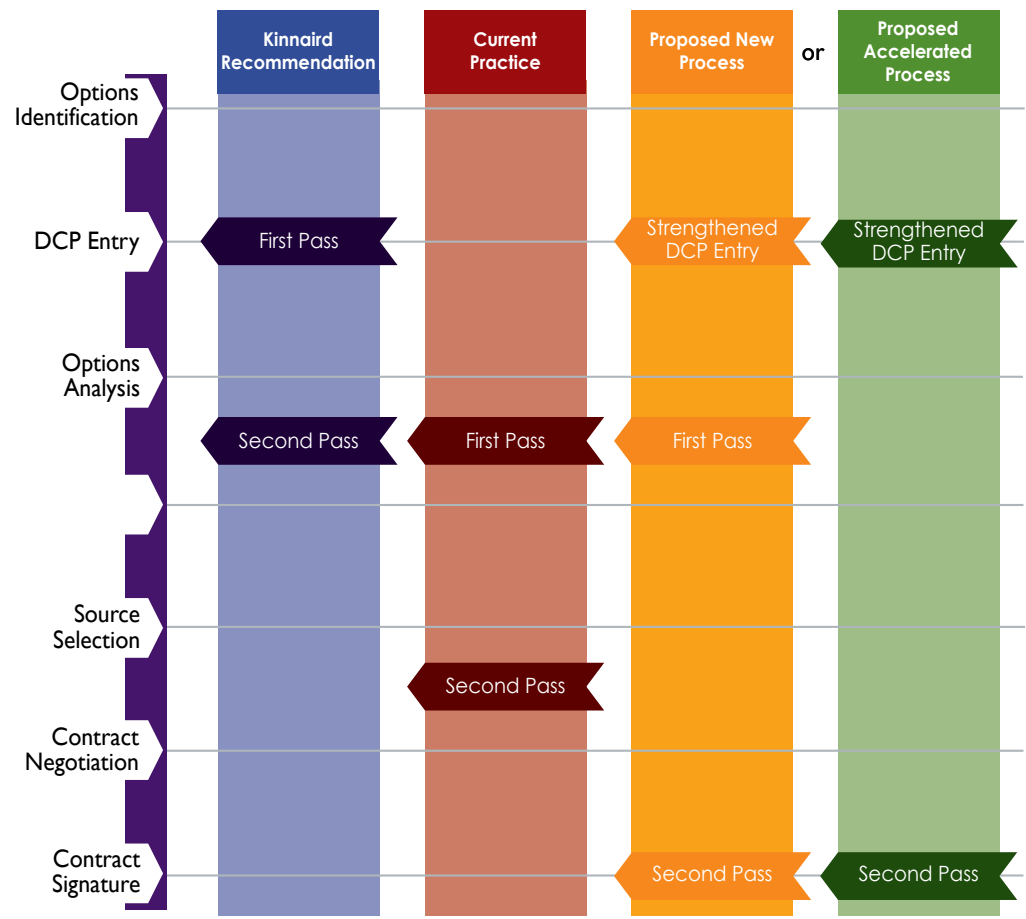 Kinnaird
Recommendation
Current
Practice
Proposed New
Process
or
Proposed
Accelerated
Process
Options
Identification
DCP Entry
First Pass
Strengthened
DCP Entry
Strengthened
DCP Entry
Options
Analysis
Second Pass
First Pass
First Pass
Source
Selection
Second Pass
Contract
Negotiation
Contract
Signature
Second Pass
Second Pass